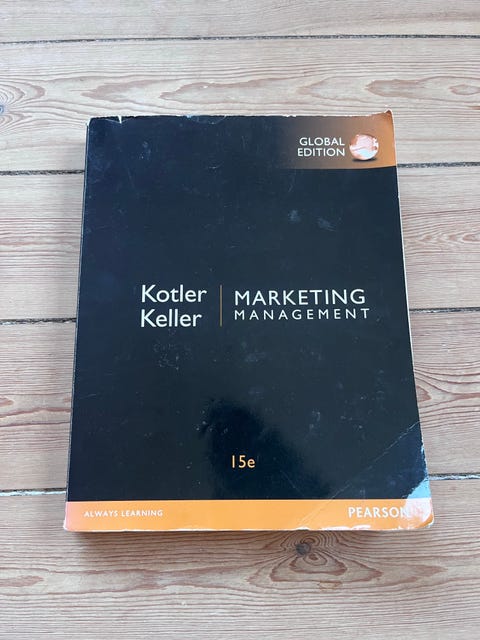 GLOBAL
EDITION
Kotler
Keller
MARKETING
MANAGEMENT
15e
ALWAYS LEARNING
PEARSON